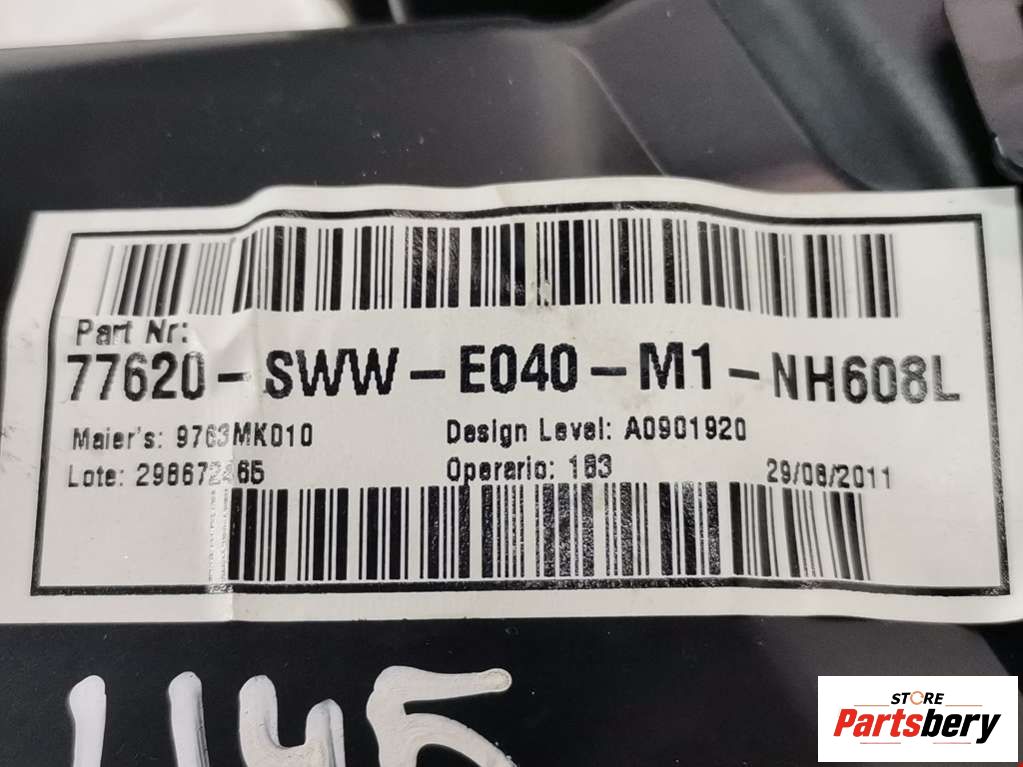 Part Nr:
77620-SWW-E040-M1-NH608L
Maier's: 9763MK010 Design Level: A0901920
Lote: 298672465 Operario: 163 29/08/2011
STORE
Partsbery